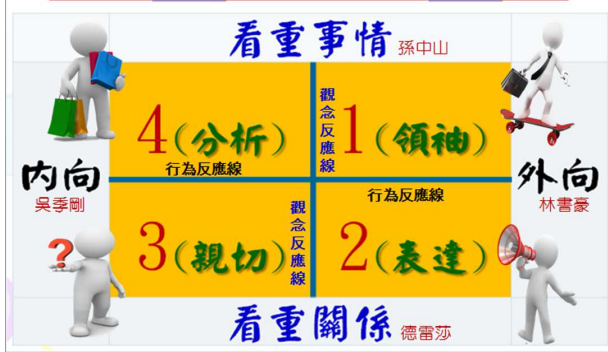 看重事情 孫中山
4(分析)
觀念反應線
1(領袖)
行為反應線
內向
吳季剛
外向
林書豪
行為反應線
3(親切)
觀念反應線
2(表達)
?
看重關係 德雷莎